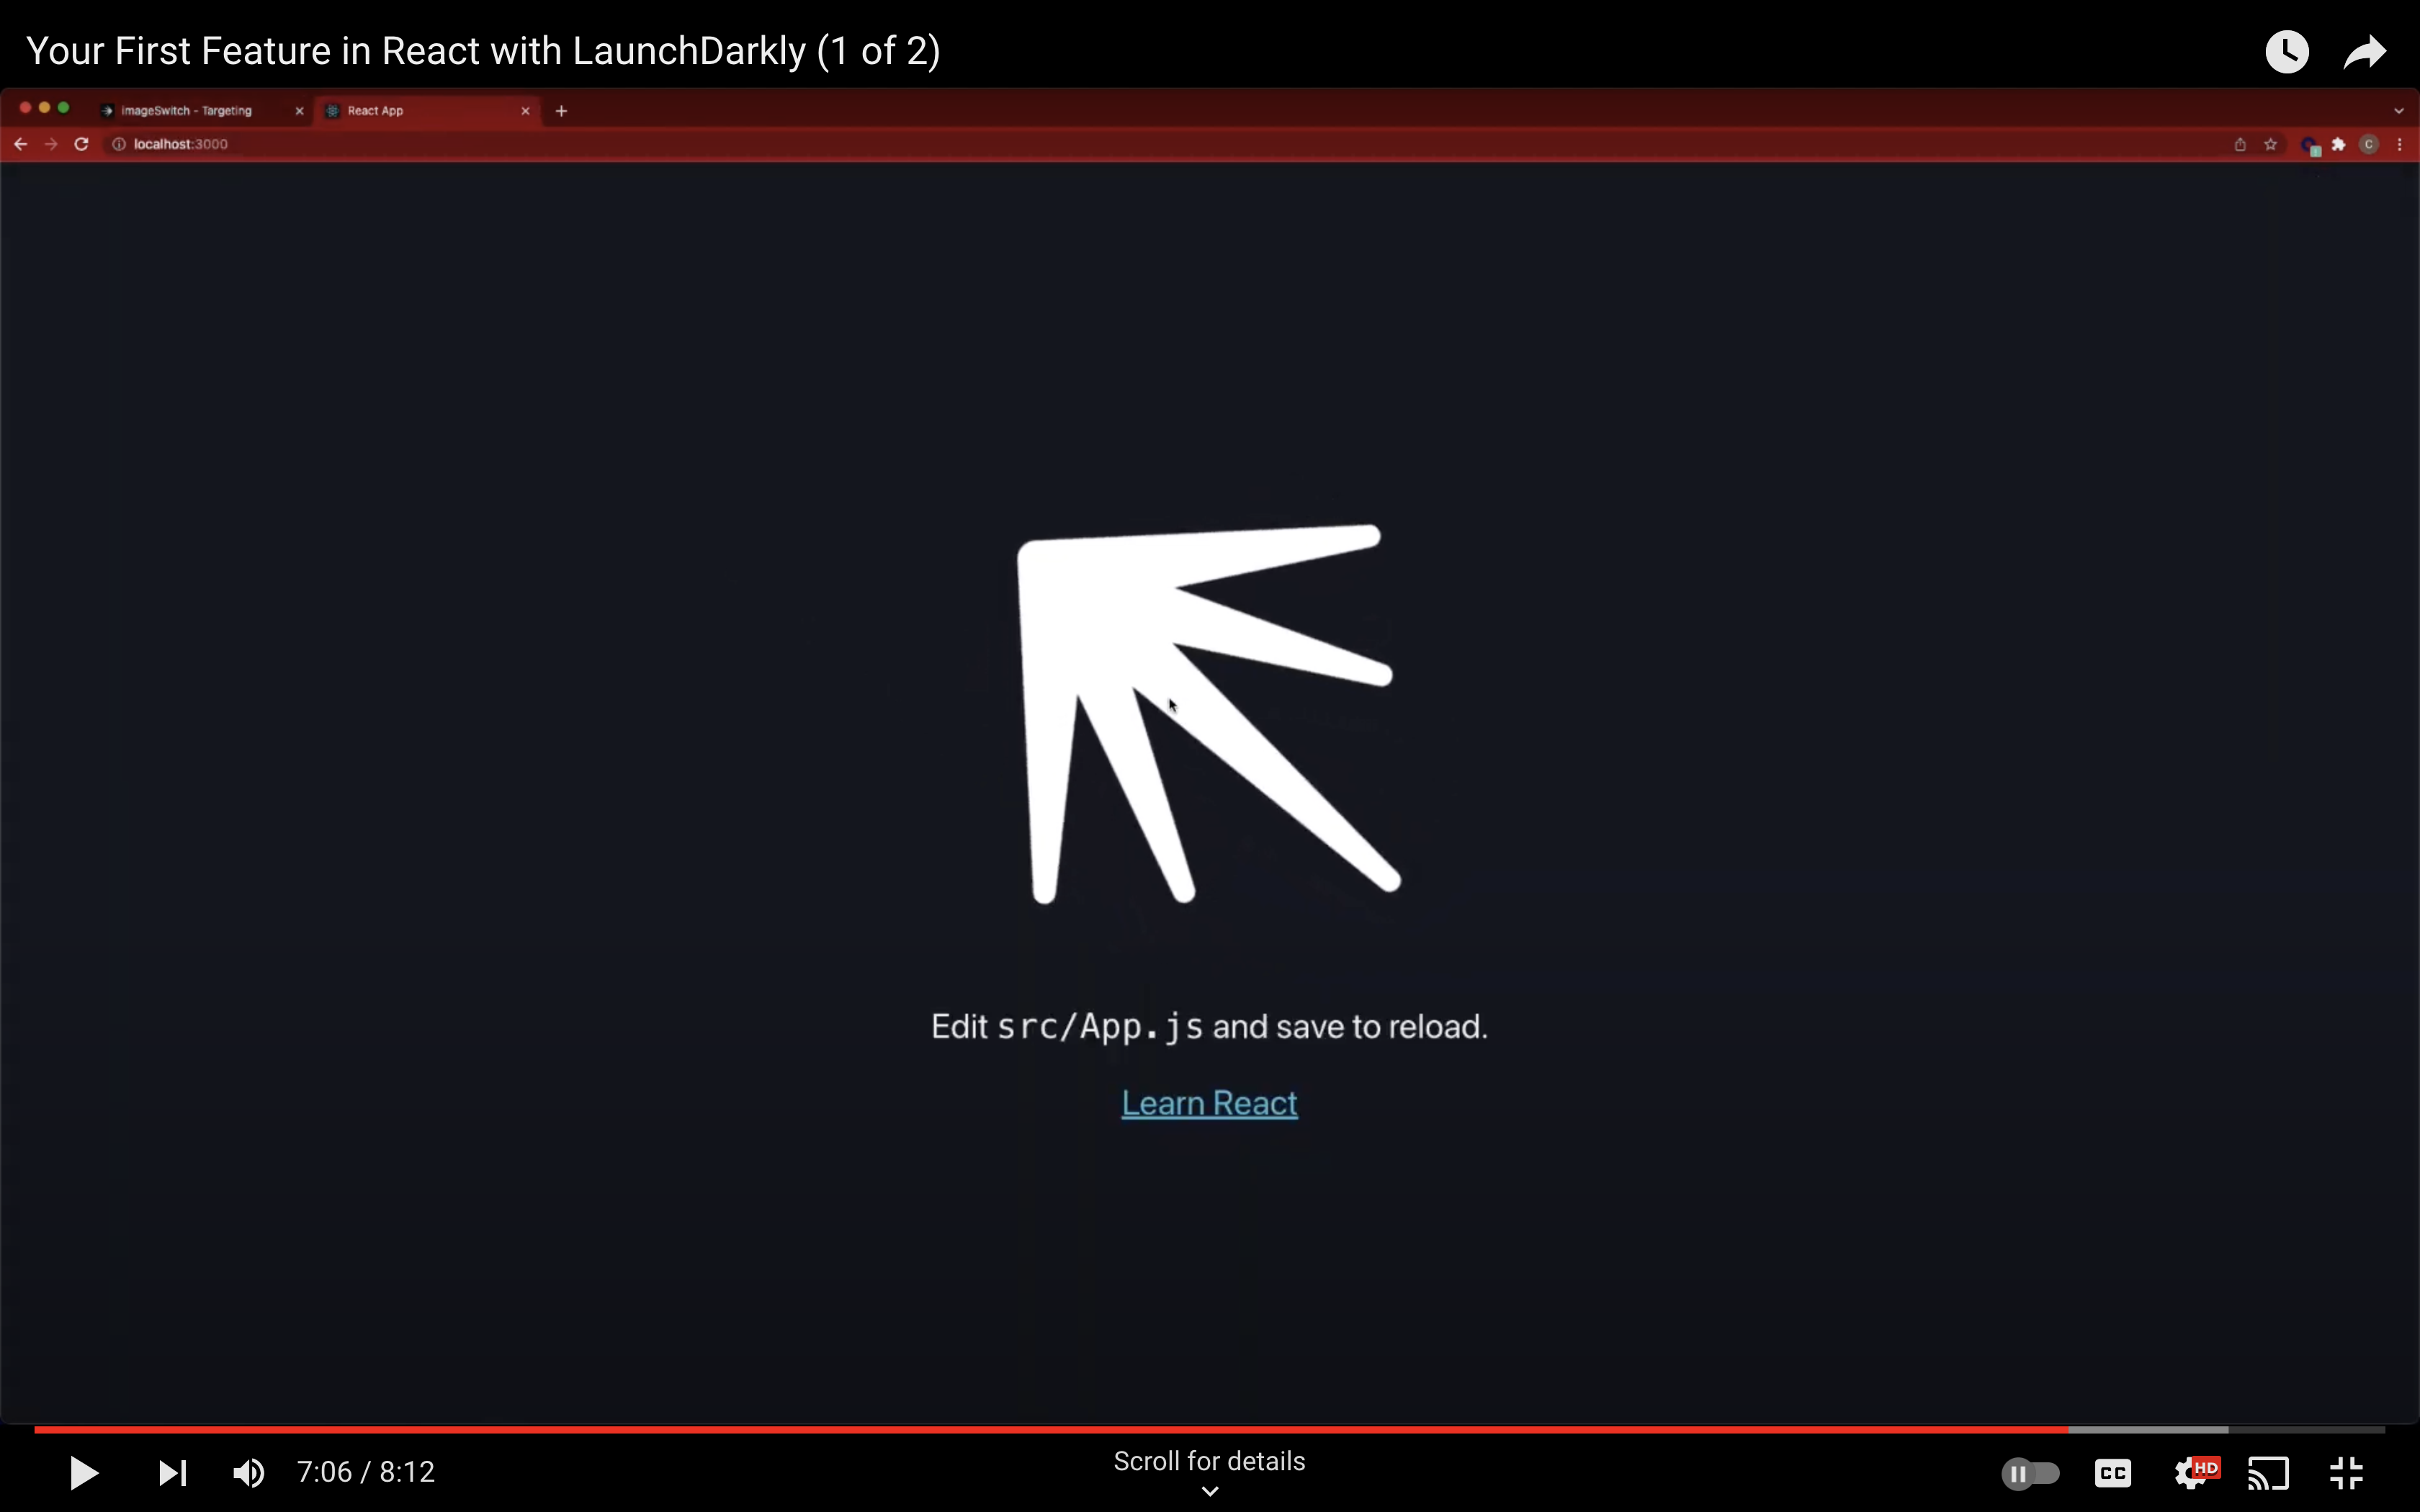 Your First Feature in React with LaunchDarkly (1 of 2)
imageSwitch - Targeting
React App
localhost:3000
C
Edit src/App.js and save to reload.
Learn React
7:06 / 8:12
Scroll for details
CC
HD